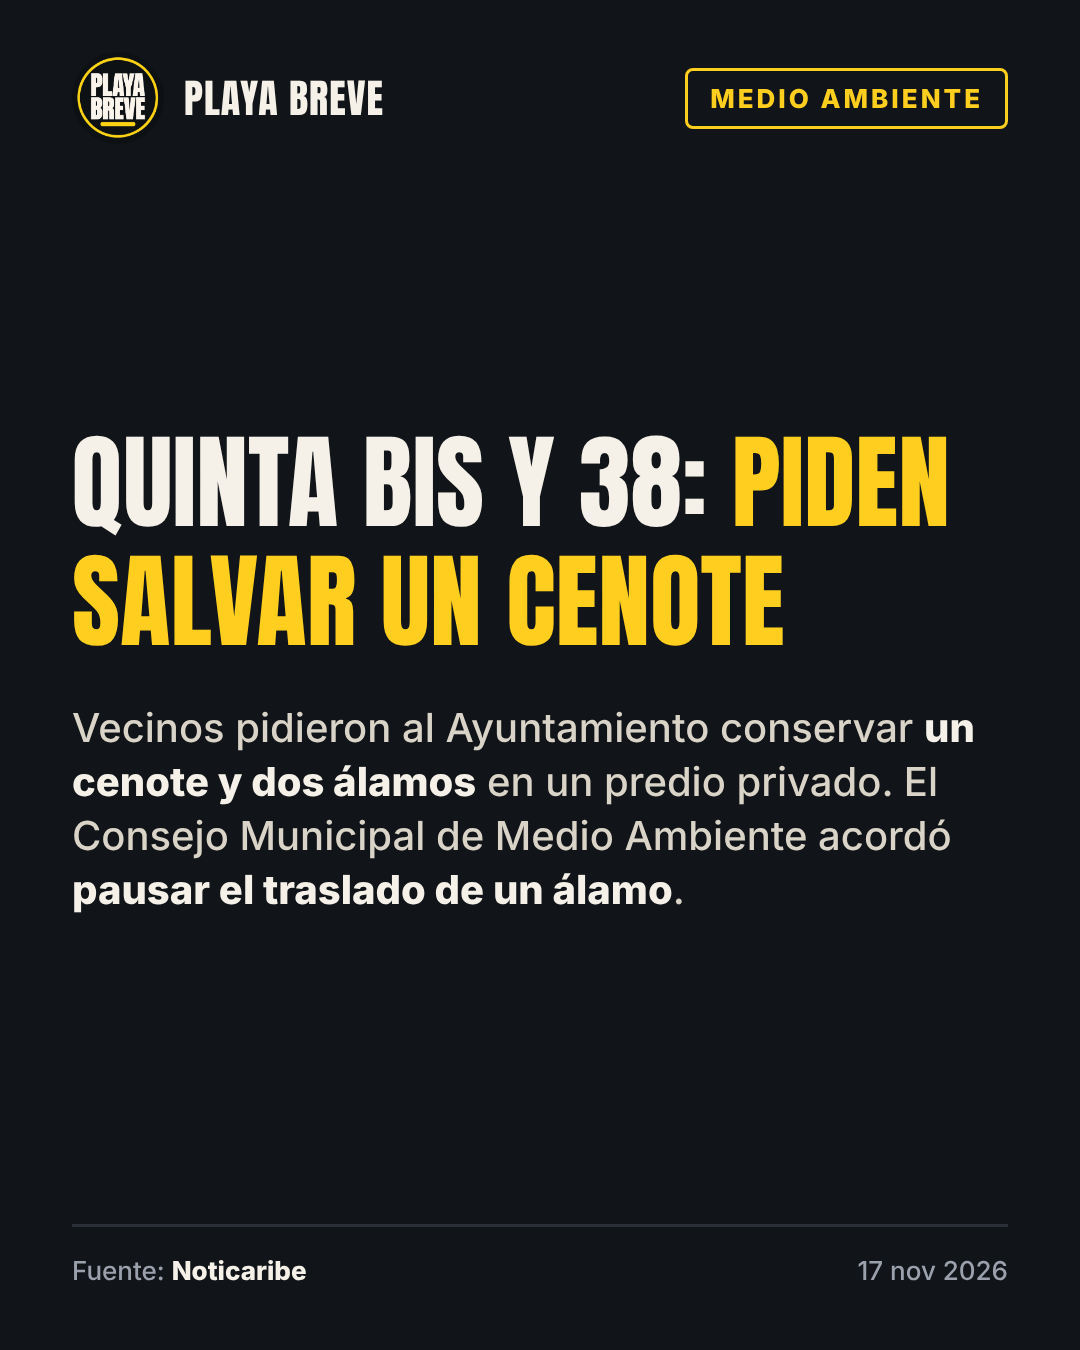 PLAYA
BREVE
PLAYA BREVE
MEDIO AMBIENTE
QUINTA BIS Y 38: PIDEN
SALVAR UN CENOTE
Vecinos pidieron al Ayuntamiento conservar un
cenote y dos álamos en un predio privado. El
Consejo Municipal de Medio Ambiente acordó
pausar el traslado de un álamo.
Fuente: Noticaribe
17 nov 2026